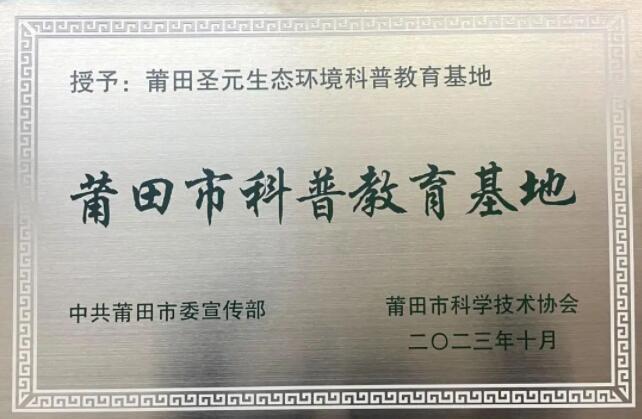 授予：莆田圣元生态环境科普教育基地
莆田市科普教育基地
中共莆田市委宣传部
莆田市科学技术协会
二〇二三年十月